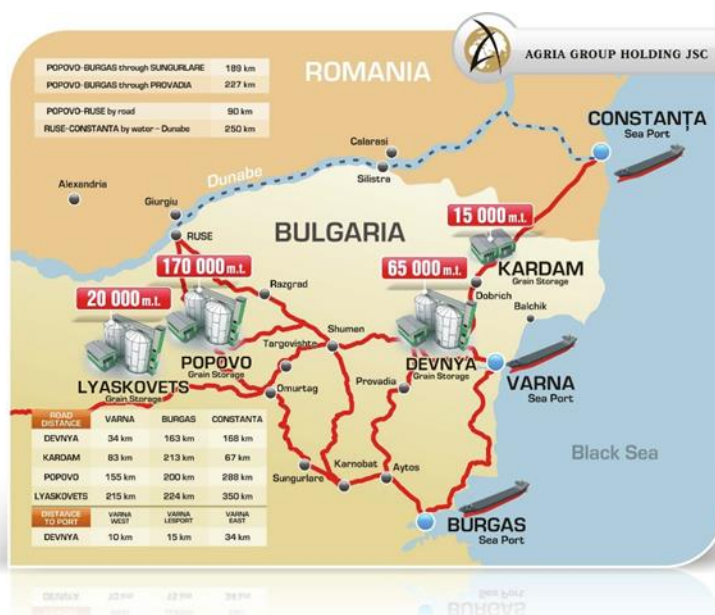 AGRIA GROUP HOLDING JSC
POPOVO-BURGAS through SUNGURLARE 189 km
POPOVO-BURGAS through PROVADIA 227 km
POPOVO-RUSE by road 90 km
RUSE-CONSTANTA by water - Dunabe 250 km
ROMANIA
CONSTANȚA
Sea Port
Calarasi
Silistra
Dunabe
Alexandria
Giurgiu
RUSE
BULGARIA
15 000 m.t.
KARDAM
Grain Storage
170 000 m.t.
65 000 m.t.
20 000 m.t.
Razgrad
Dobrich
Balchik
Shumen
Targovishte
POPOVO
Grain Storage
DEVNYA
Grain Storage
LYASKOVETS
Grain Storage
VARNA
Sea Port
Omurtag
Provadia
ROAD DISTANCE VARNA BURGAS CONSTANTA
DEVNYA 34 km 163 km 168 km
KARDAM 83 km 213 km 67 km
POPOVO 155 km 200 km 288 km
LYASKOVETS 215 km 224 km 350 km
DISTANCE TO PORT VARNA WEST VARNA LESPORT VARNA EAST
DEVNYA 10 km 15 km 34 km
Black Sea
Sungurlare
Karnobat
Aytos
BURGAS
Sea Port